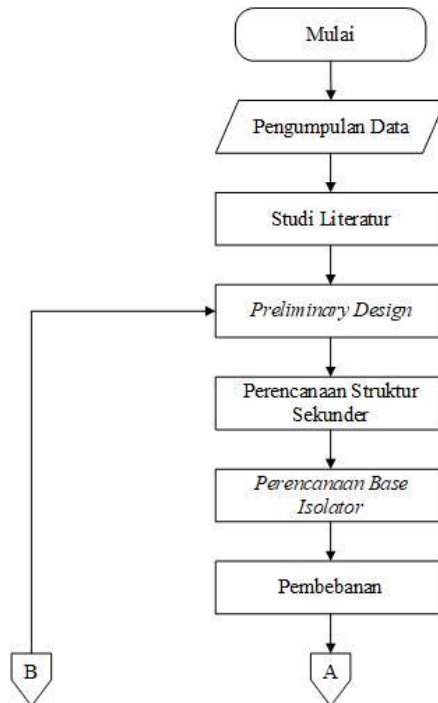 Mulai
Pengumpulan Data
Studi Literatur
Preliminary Design
Perencanaan Struktur
Sekunder
Perencanaan Base
Isolator
Pembebanan
B
A